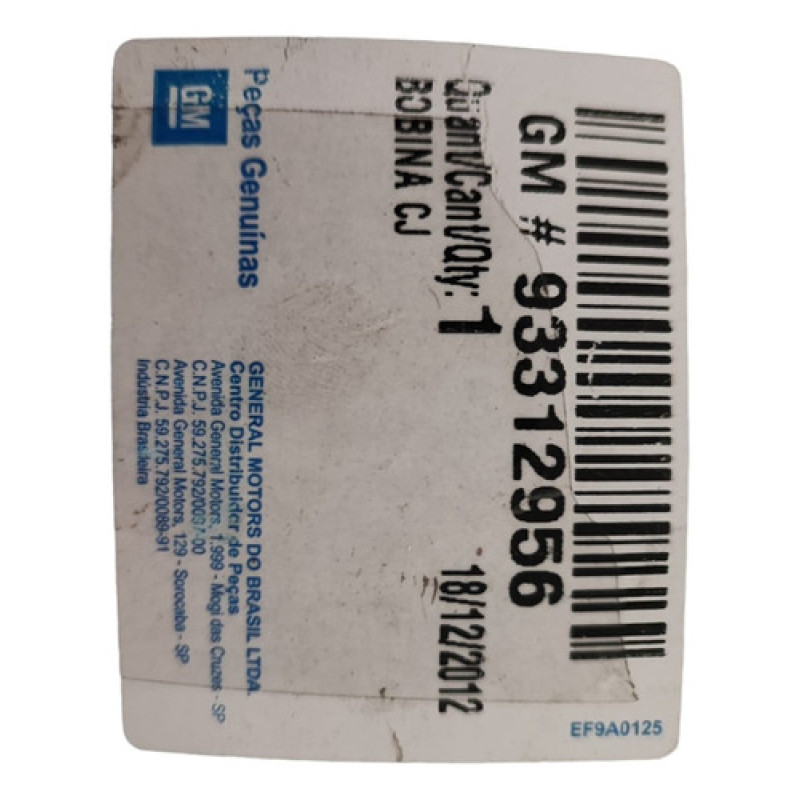 GM # 93312956
Quant/Cant/Qty: 1
18/12/2012
BOBINA CJ
GM
Peças Genuínas
GENERAL MOTORS DO BRASIL LTDA.
Centro Distribuidor de Peças
Avenida General Motors, 1.999 - Mogi das Cruzes - SP
C.N.P.J. 59.275.792/0097-00
Avenida General Motors, 129 - Sorocaba - SP
C.N.P.J. 59.275.792/0089-91
Indústria Brasileira
EF9A0125